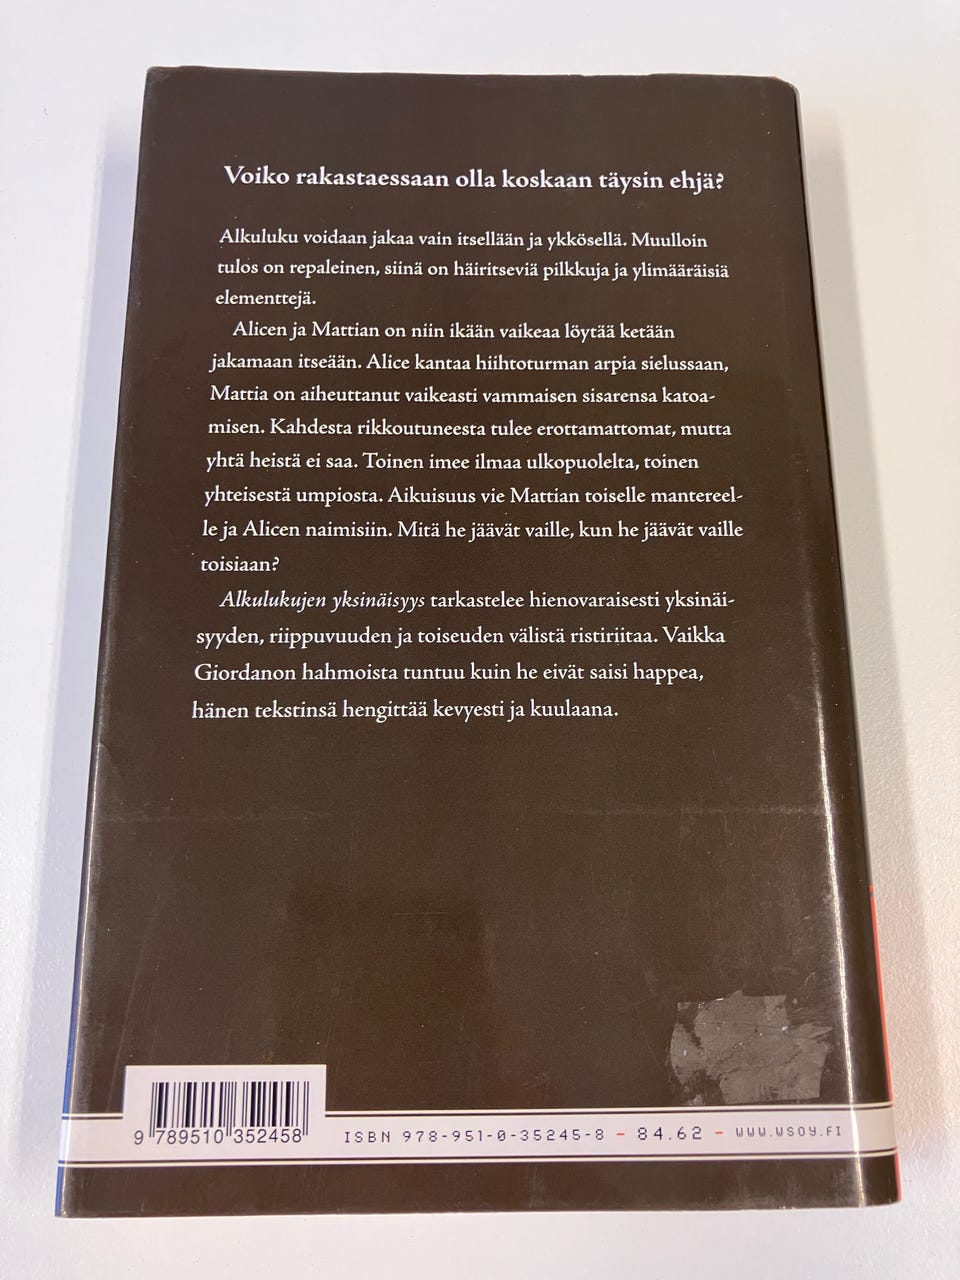 Voiko rakastaessaan olla koskaan täysin ehjä?
Alkuluku voidaan jakaa vain itsellään ja ykkösellä. Muulloin
tulos on repaleinen, siinä on häiritseviä pilkkuja ja ylimääräisiä
elementtejä.
Alicen ja Mattian on niin ikään vaikeaa löytää ketään
jakamaan itseään. Alice kantaa hiihtoturman arpia sielussaan,
Mattia on aiheuttanut vaikeasti vammaisen sisarensa katoa-
misen. Kahdesta rikkoutuneesta tulee erottamattomat, mutta
yhtä heistä ei saa. Toinen imee ilmaa ulkopuolelta, toinen
yhteisestä umpiosta. Aikuisuus vie Mattian toiselle mantereel-
le ja Alicen naimisiin. Mitä he jäävät vaille, kun he jäävät vaille
toisiaan?
Alkulukujen yksinäisyys tarkastelee hienovaraisesti yksinäi-
syyden, riippuvuuden ja toiseuden välistä ristiriitaa. Vaikka
Giordanon hahmoista tuntuu kuin he eivät saisi happea,
hänen tekstinsä hengittää kevyesti ja kuulaana.
9 789510 352458
ISBN 978-951-0-35245-8 – 84.62 – WWW.WSOY.FI